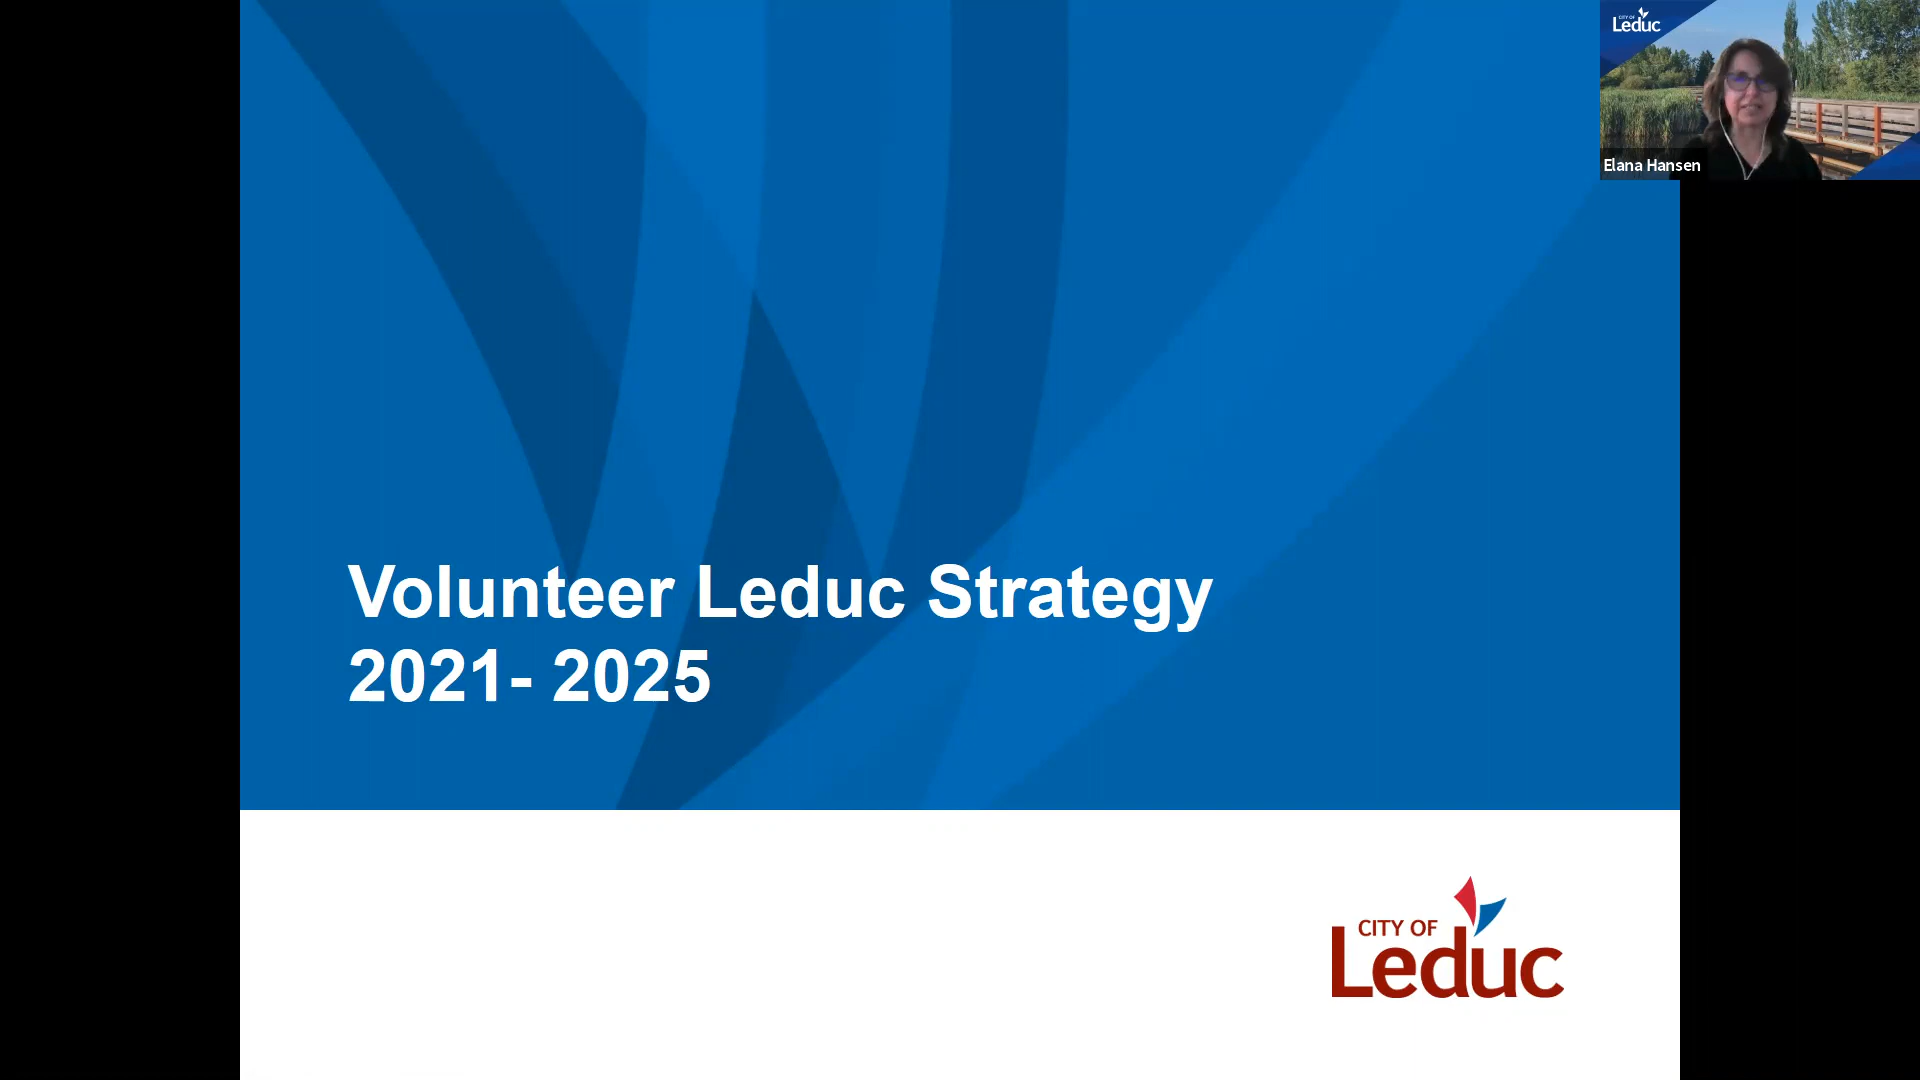 CITY OF
Leduc
Elana Hansen
Volunteer Leduc Strategy
2021- 2025
CITY OF
Leduc